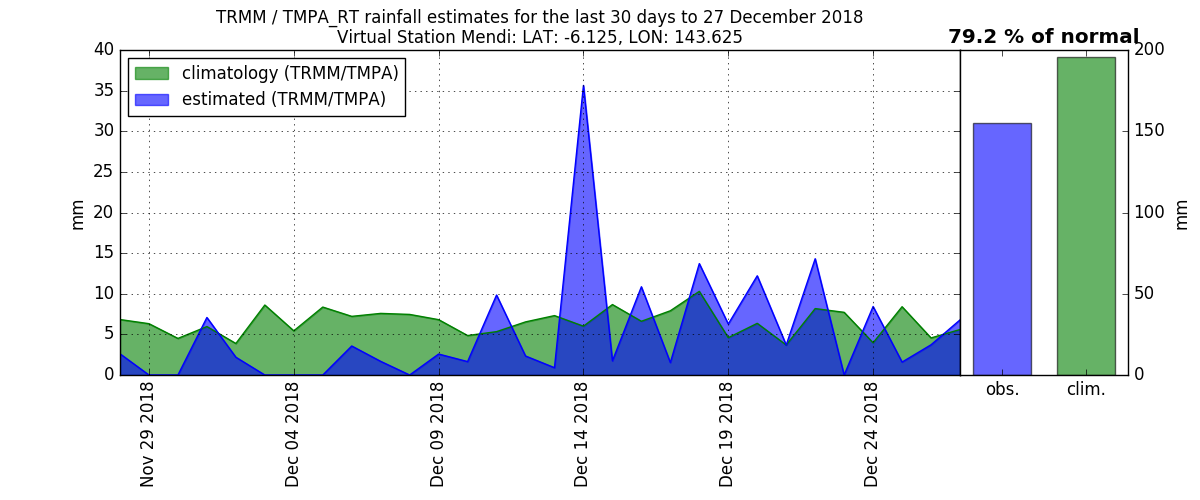 TRMM / TMPA_RT rainfall estimates for the last 30 days to 27 December 2018
Virtual Station Mendi: LAT: -6.125, LON: 143.625
79.2 % of normal
climatology (TRMM/TMPA)
estimated (TRMM/TMPA)
mm
40
35
30
25
20
15
10
5
0
Nov 29 2018
Dec 04 2018
Dec 09 2018
Dec 14 2018
Dec 19 2018
Dec 24 2018
obs.
clim.
200
150
100
50
0
mm